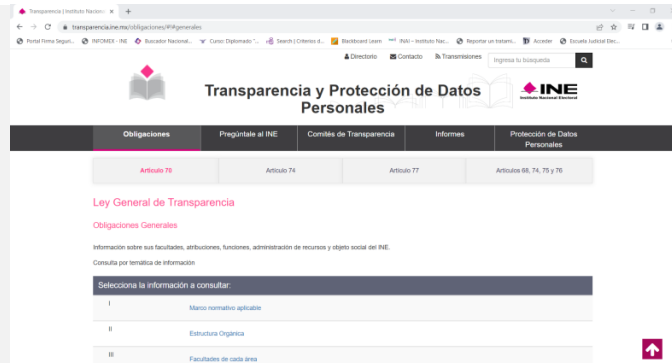 Transparencia | Instituto Nacion
transparencia.ine.mx/obligaciones/#!#generales
Portal Firma Seguri... INFOMEX - INE Buscador Nacional... Curso: Diplomado "... Search | Criterios d... Blackboard Learn INAI – Instituto Nac... Reportar un tratami... Acceder Escuela Judicial Elec...
Directorio Contacto Transmisiones Ingresa tu búsqueda
Transparencia y Protección de Datos
Personales
INE
Instituto Nacional Electoral
Obligaciones Pregúntale al INE Comités de Transparencia Informes Protección de Datos
Personales
Artículo 70 Artículo 74 Artículo 77 Artículos 68, 74, 75 y 76
Ley General de Transparencia
Obligaciones Generales
Información sobre sus facultades, atribuciones, funciones, administración de recursos y objeto social del INE.
Consulta por temática de información
Selecciona la información a consultar:
I Marco normativo aplicable
II Estructura Orgánica
III Facultades de cada área